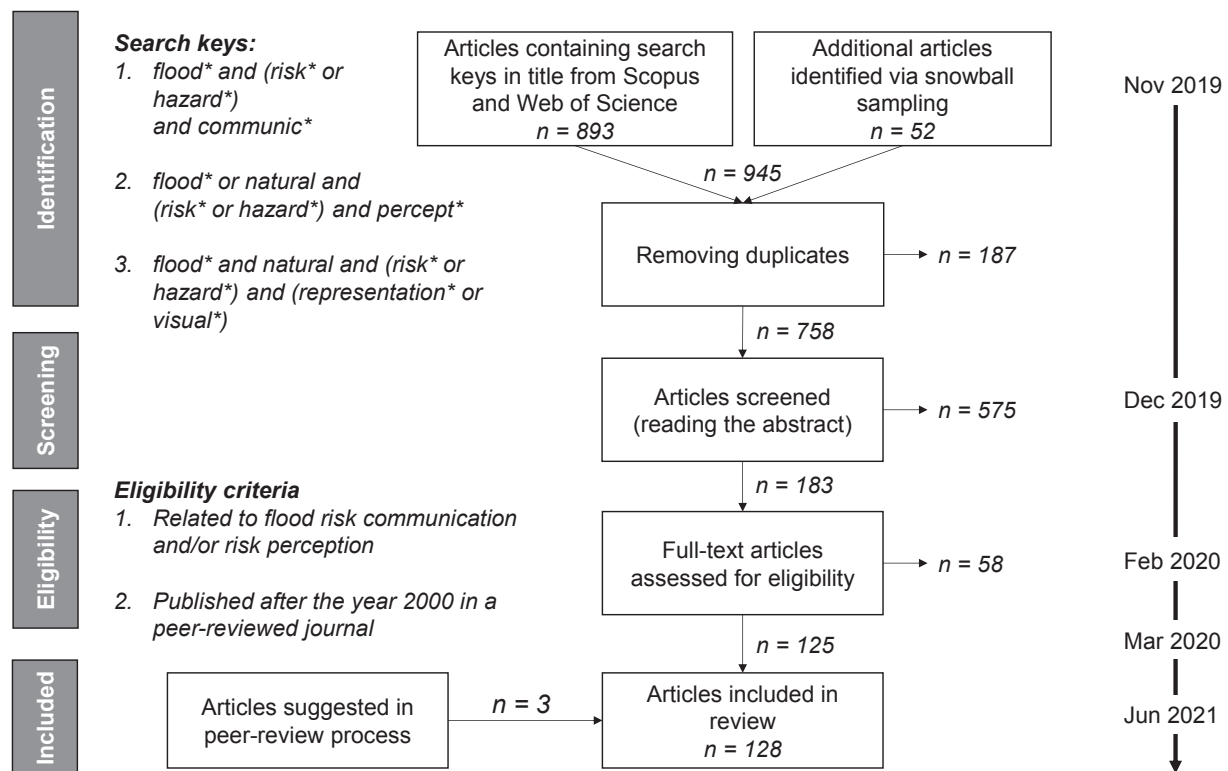 Identification
Search keys:
1. flood* and (risk* or
hazard*)
and communic*
2. flood* or natural and
(risk* or hazard*) and percept*
3. flood* and natural and (risk* or
hazard*) and (representation* or
visual*)
Articles containing search
keys in title from Scopus
and Web of Science
n = 893
Additional articles
identified via snowball
sampling
n = 52
Nov 2019
n = 945
Removing duplicates
n = 187
n = 758
Screening
Articles screened
(reading the abstract)
n = 575
Dec 2019
n = 183
Eligibility
Eligibility criteria
1. Related to flood risk communication
and/or risk perception
2. Published after the year 2000 in a
peer-reviewed journal
Full-text articles
assessed for eligibility
n = 58
Feb 2020
n = 125
Mar 2020
Included
Articles suggested in
peer-review process
n = 3
Articles included in
review
n = 128
Jun 2021